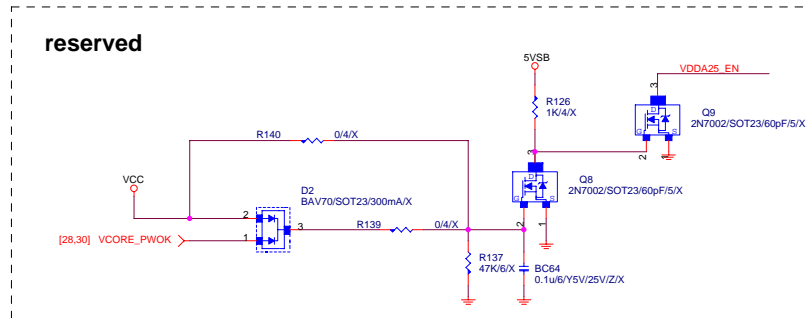 reserved
5VSB
VDDA25_EN
R126
1K/4/X
3
Q9
2N7002/SOT23/60pF/5/X
D
G
S
2
1
R140
0/4/X
3
Q8
2N7002/SOT23/60pF/5/X
D
G
S
VCC
D2
BAV70/SOT23/300mA/X
2
3
R139
0/4/X
2
1
[28,30] VCORE_PWOK
1
R137
47K/6/X
BC64
0.1u/6/Y5V/25V/Z/X